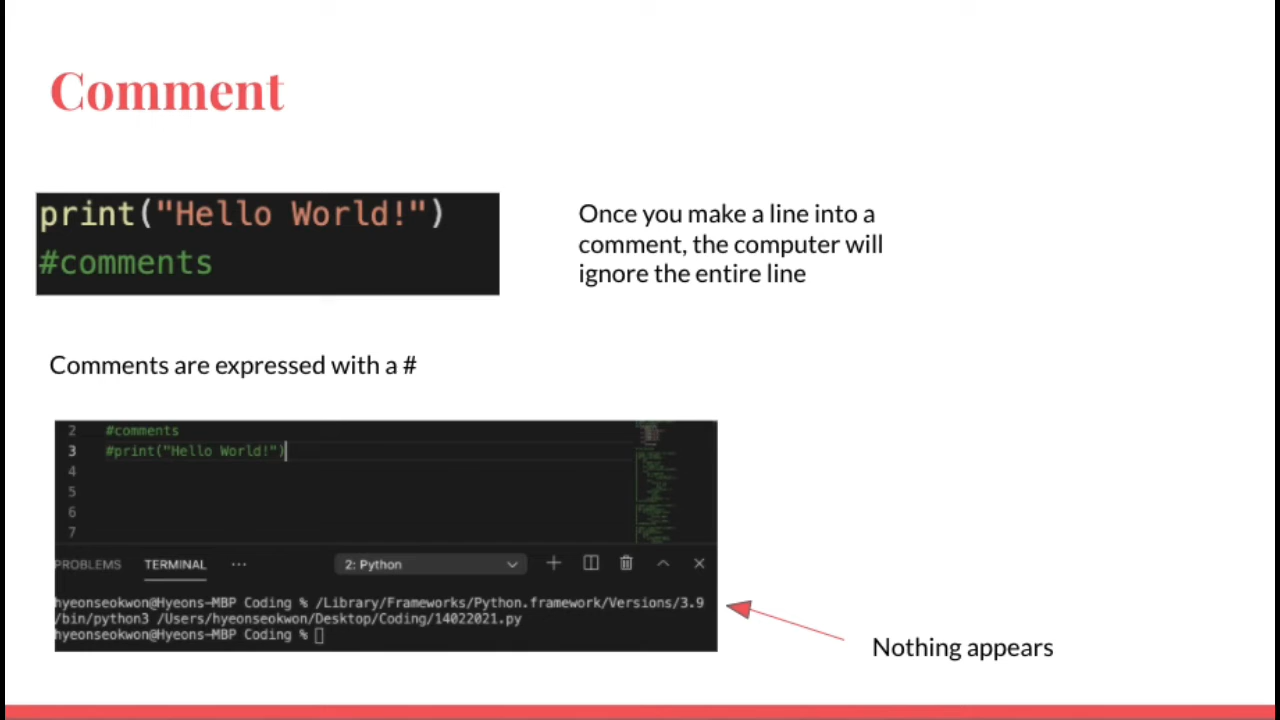 Comment
print("Hello World!")
#comments
Once you make a line into a
comment, the computer will
ignore the entire line
Comments are expressed with a #
2 #comments
3 #print("Hello World!")
4
5
6
7
PROBLEMS TERMINAL ... 2: Python
hyeonseokwon@Hyeons-MBP Coding % /Library/Frameworks/Python.framework/Versions/3.9
/bin/python3 /Users/hyeonseokwon/Desktop/Coding/14022021.py
hyeonseokwon@Hyeons-MBP Coding %
Nothing appears